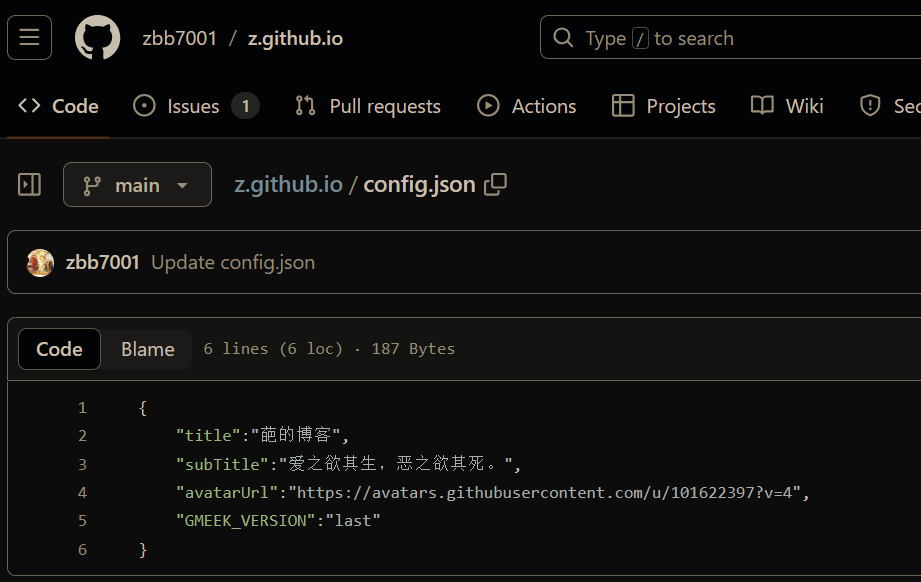 zbb7001 / z.github.io
Type / to search
Code
Issues 1
Pull requests
Actions
Projects
Wiki
Sec
main
z.github.io / config.json
zbb7001 Update config.json
Code
Blame
6 lines (6 loc) · 187 Bytes
1 {
2 "title":"葩的博客",
3 "subTitle":"爱之欲其生，恶之欲其死。",
4 "avatarUrl":"https://avatars.githubusercontent.com/u/101622397?v=4",
5 "GMEEK_VERSION":"last"
6 }